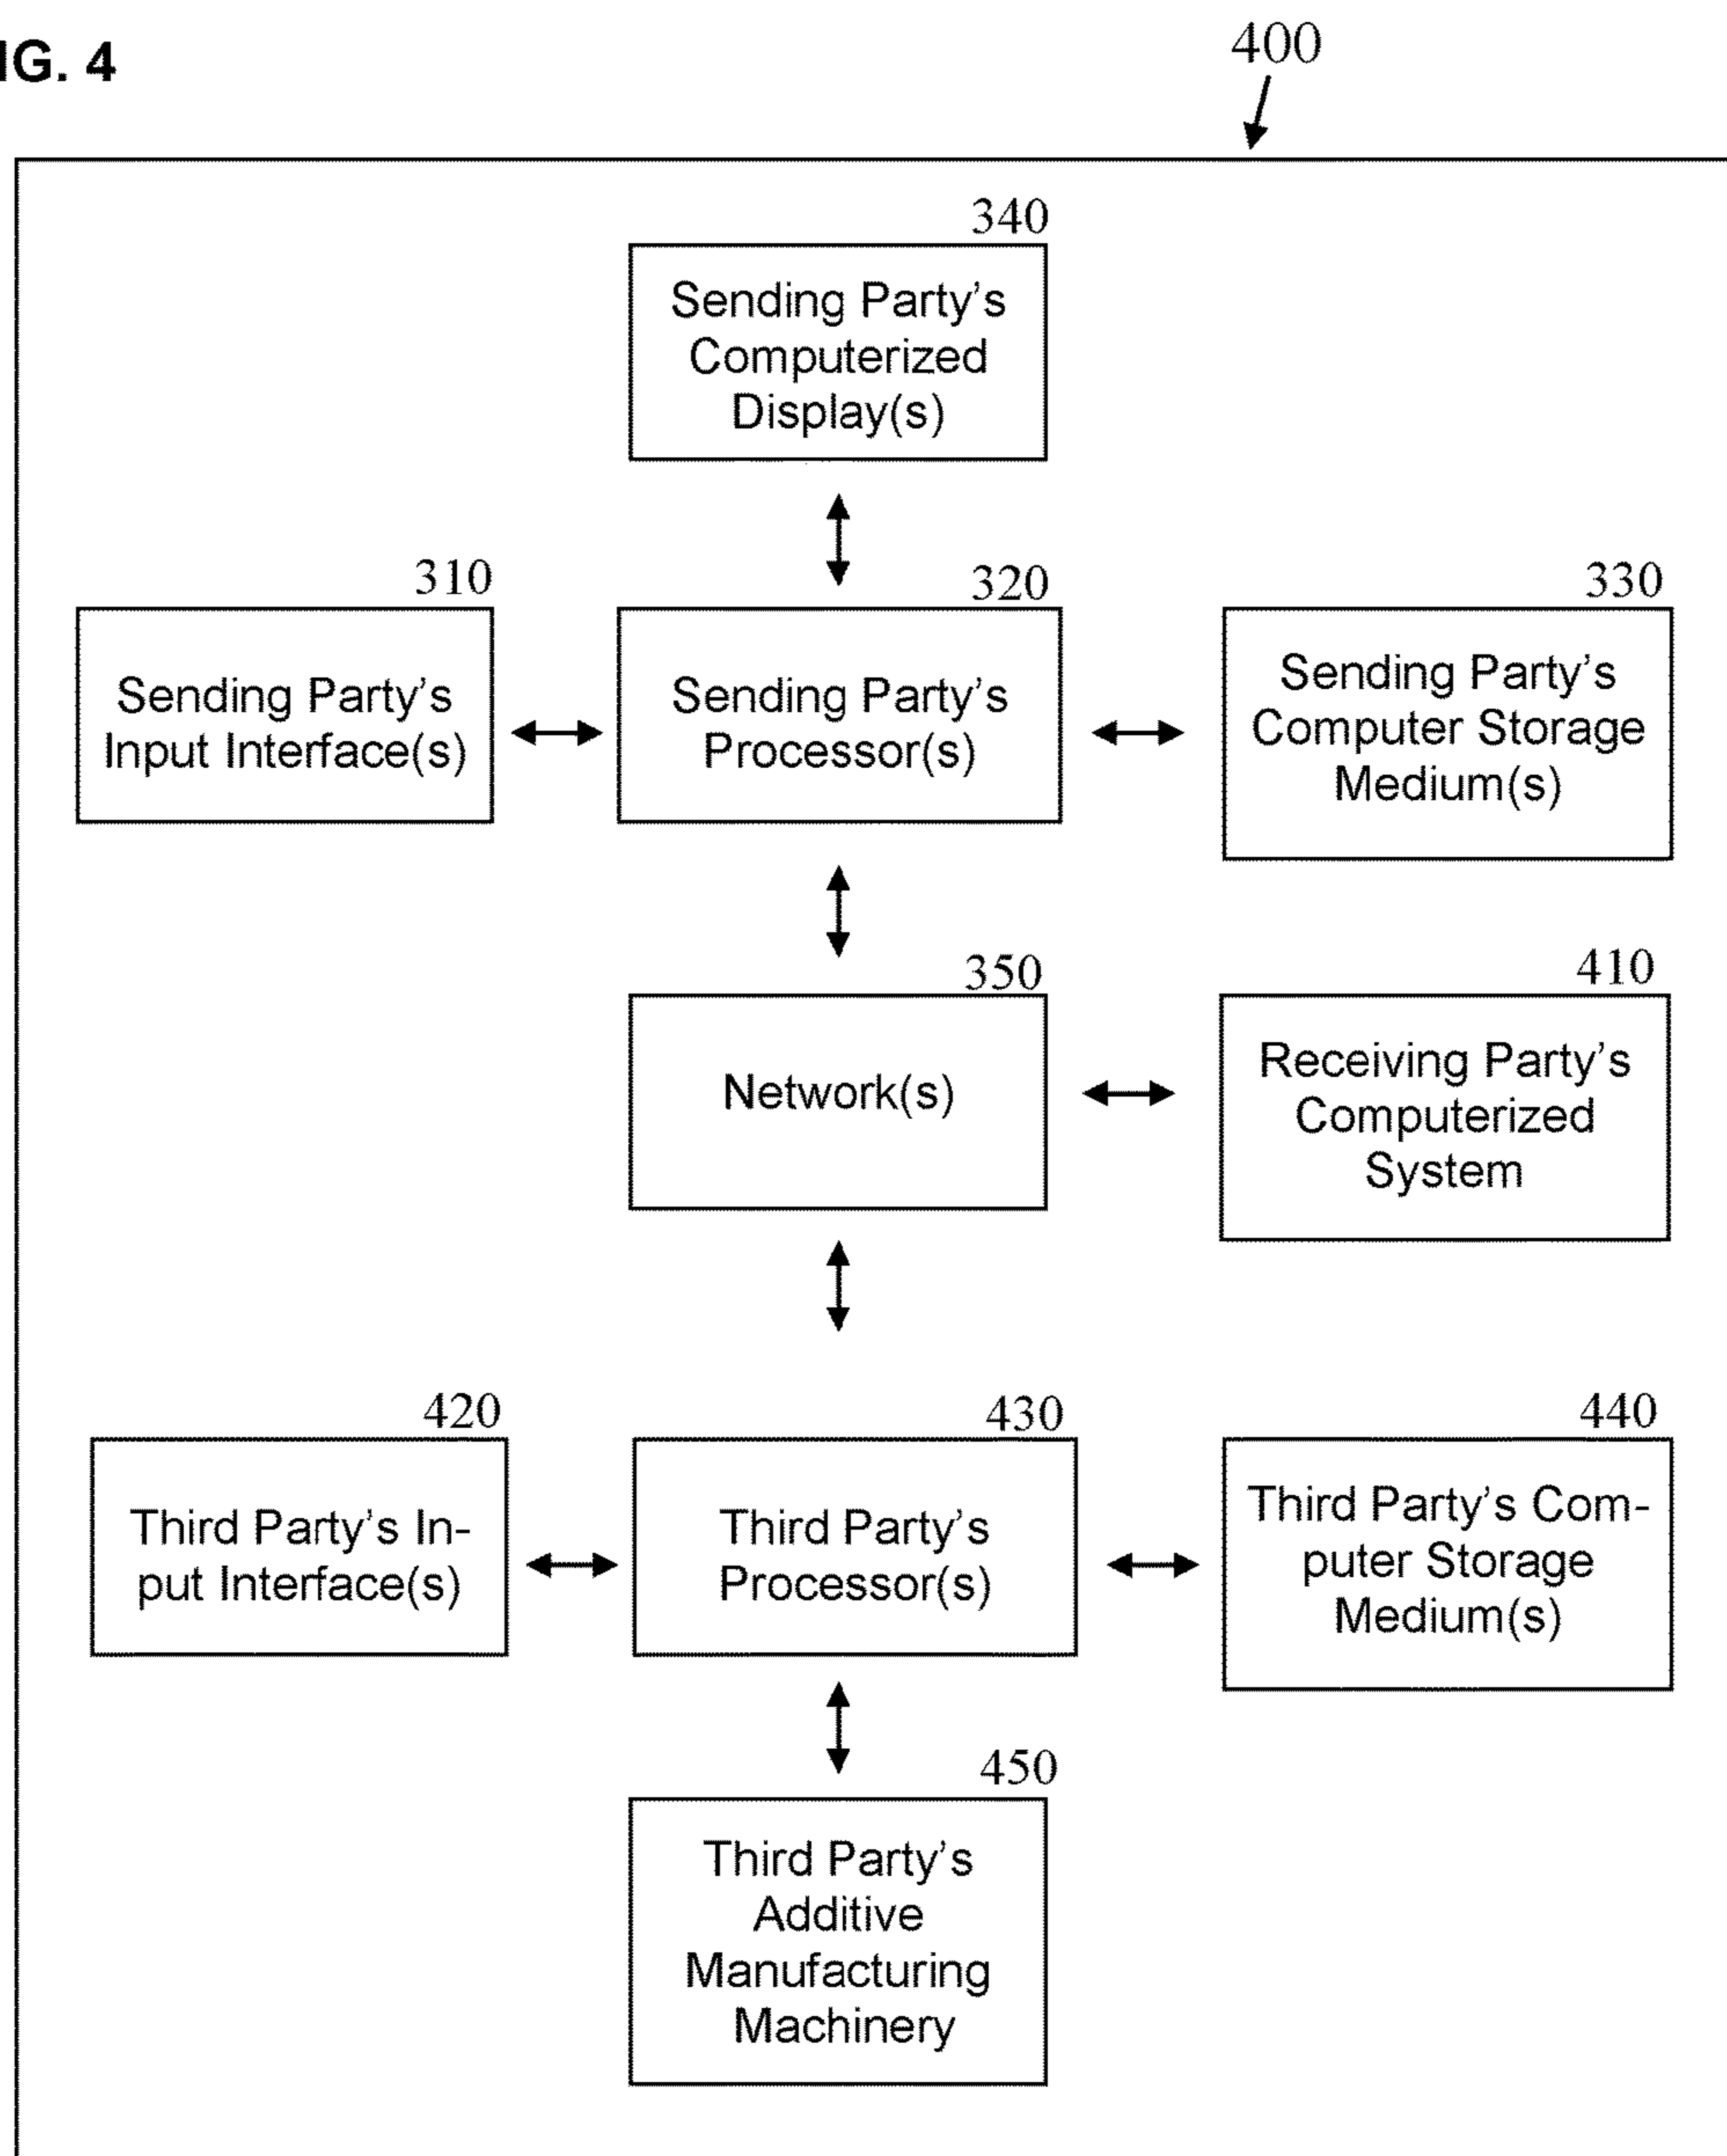 IG. 4
400
340
Sending Party's
Computerized
Display(s)
310
320
330
Sending Party's
Input Interface(s)
Sending Party's
Processor(s)
Sending Party's
Computer Storage
Medium(s)
350
410
Network(s)
Receiving Party's
Computerized
System
420
430
440
Third Party's In-
put Interface(s)
Third Party's
Processor(s)
Third Party's Com-
puter Storage
Medium(s)
450
Third Party's
Additive
Manufacturing
Machinery